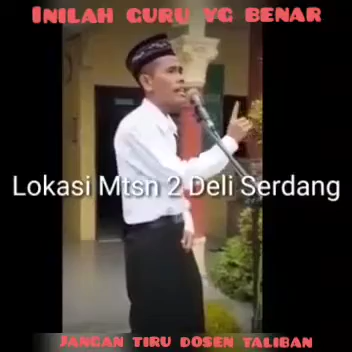 INILAH GURU YG BENAR
Lokasi Mtsn 2 Deli Serdang
JANGAN TIRU DOSEN TALIBAN